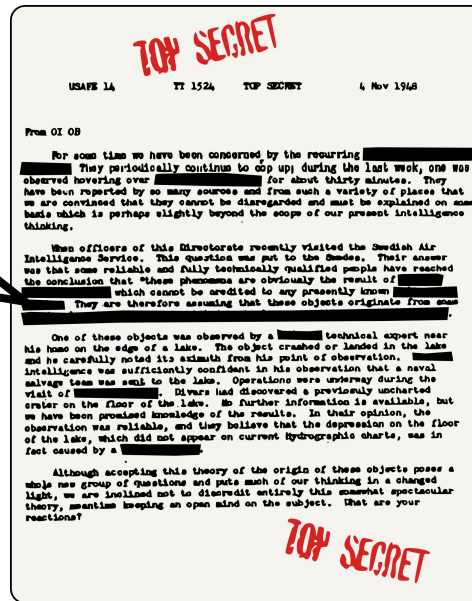 TOP SECRET
USAFE 14 TT 1524 TOP SECRET 4 Nov 1948
From OI OB
For some time we have been concerned by the recurring
They periodically continue to cop up; during the last week, one was
observed hovering over for about thirty minutes. They
have been reported by so many sources and from such a variety of places that
we are convinced that they cannot be disregarded and must be explained on some
basis which is perhaps slightly beyond the scope of our present intelligence
thinking.
When officers of this Directorate recently visited the Swedish Air
Intelligence Service. This question was put to the Swedes. Their answer
was that some reliable and fully technically qualified people have reached
the conclusion that "these phenomena are obviously the result of
which cannot be credited to any presently known
They are therefore assuming that these objects originate from some
.
One of these objects was observed by a technical expert near
his home on the edge of a lake. The object crashed or landed in the lake
and he carefully noted its azimuth from his point of observation.
intelligence was sufficiently confident in his observation that a naval
salvage team was sent to the lake. Operations were underway during the
visit of . Divers had discovered a previously uncharted
crater on the floor of the lake. No further information is available, but
we have been promised knowledge of the results. In their opinion, the
observation was reliable, and they believe that the depression on the floor
of the lake, which did not appear on current hydrographic charts, was in
fact caused by a .
Although accepting this theory of the origin of these objects poses a
whole new group of questions and puts much of our thinking in a changed
light, we are inclined not to discredit entirely this somewhat spectacular
theory, meantime keeping an open mind on the subject. What are your
reactions?
TOP SECRET